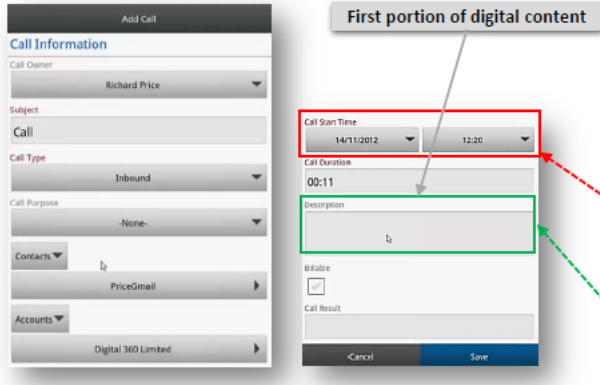 Add Call
Call Information
Call Owner
Richard Price
Subject
Call
Call Type
Inbound
Call Purpose
-None-
Contacts
PriceGmail
Accounts
Digital 360 Limited
First portion of digital content
Call Start Time
14/11/2012 12:20
Call Duration
00:11
Description
Billable
Call Result
Cancel Save